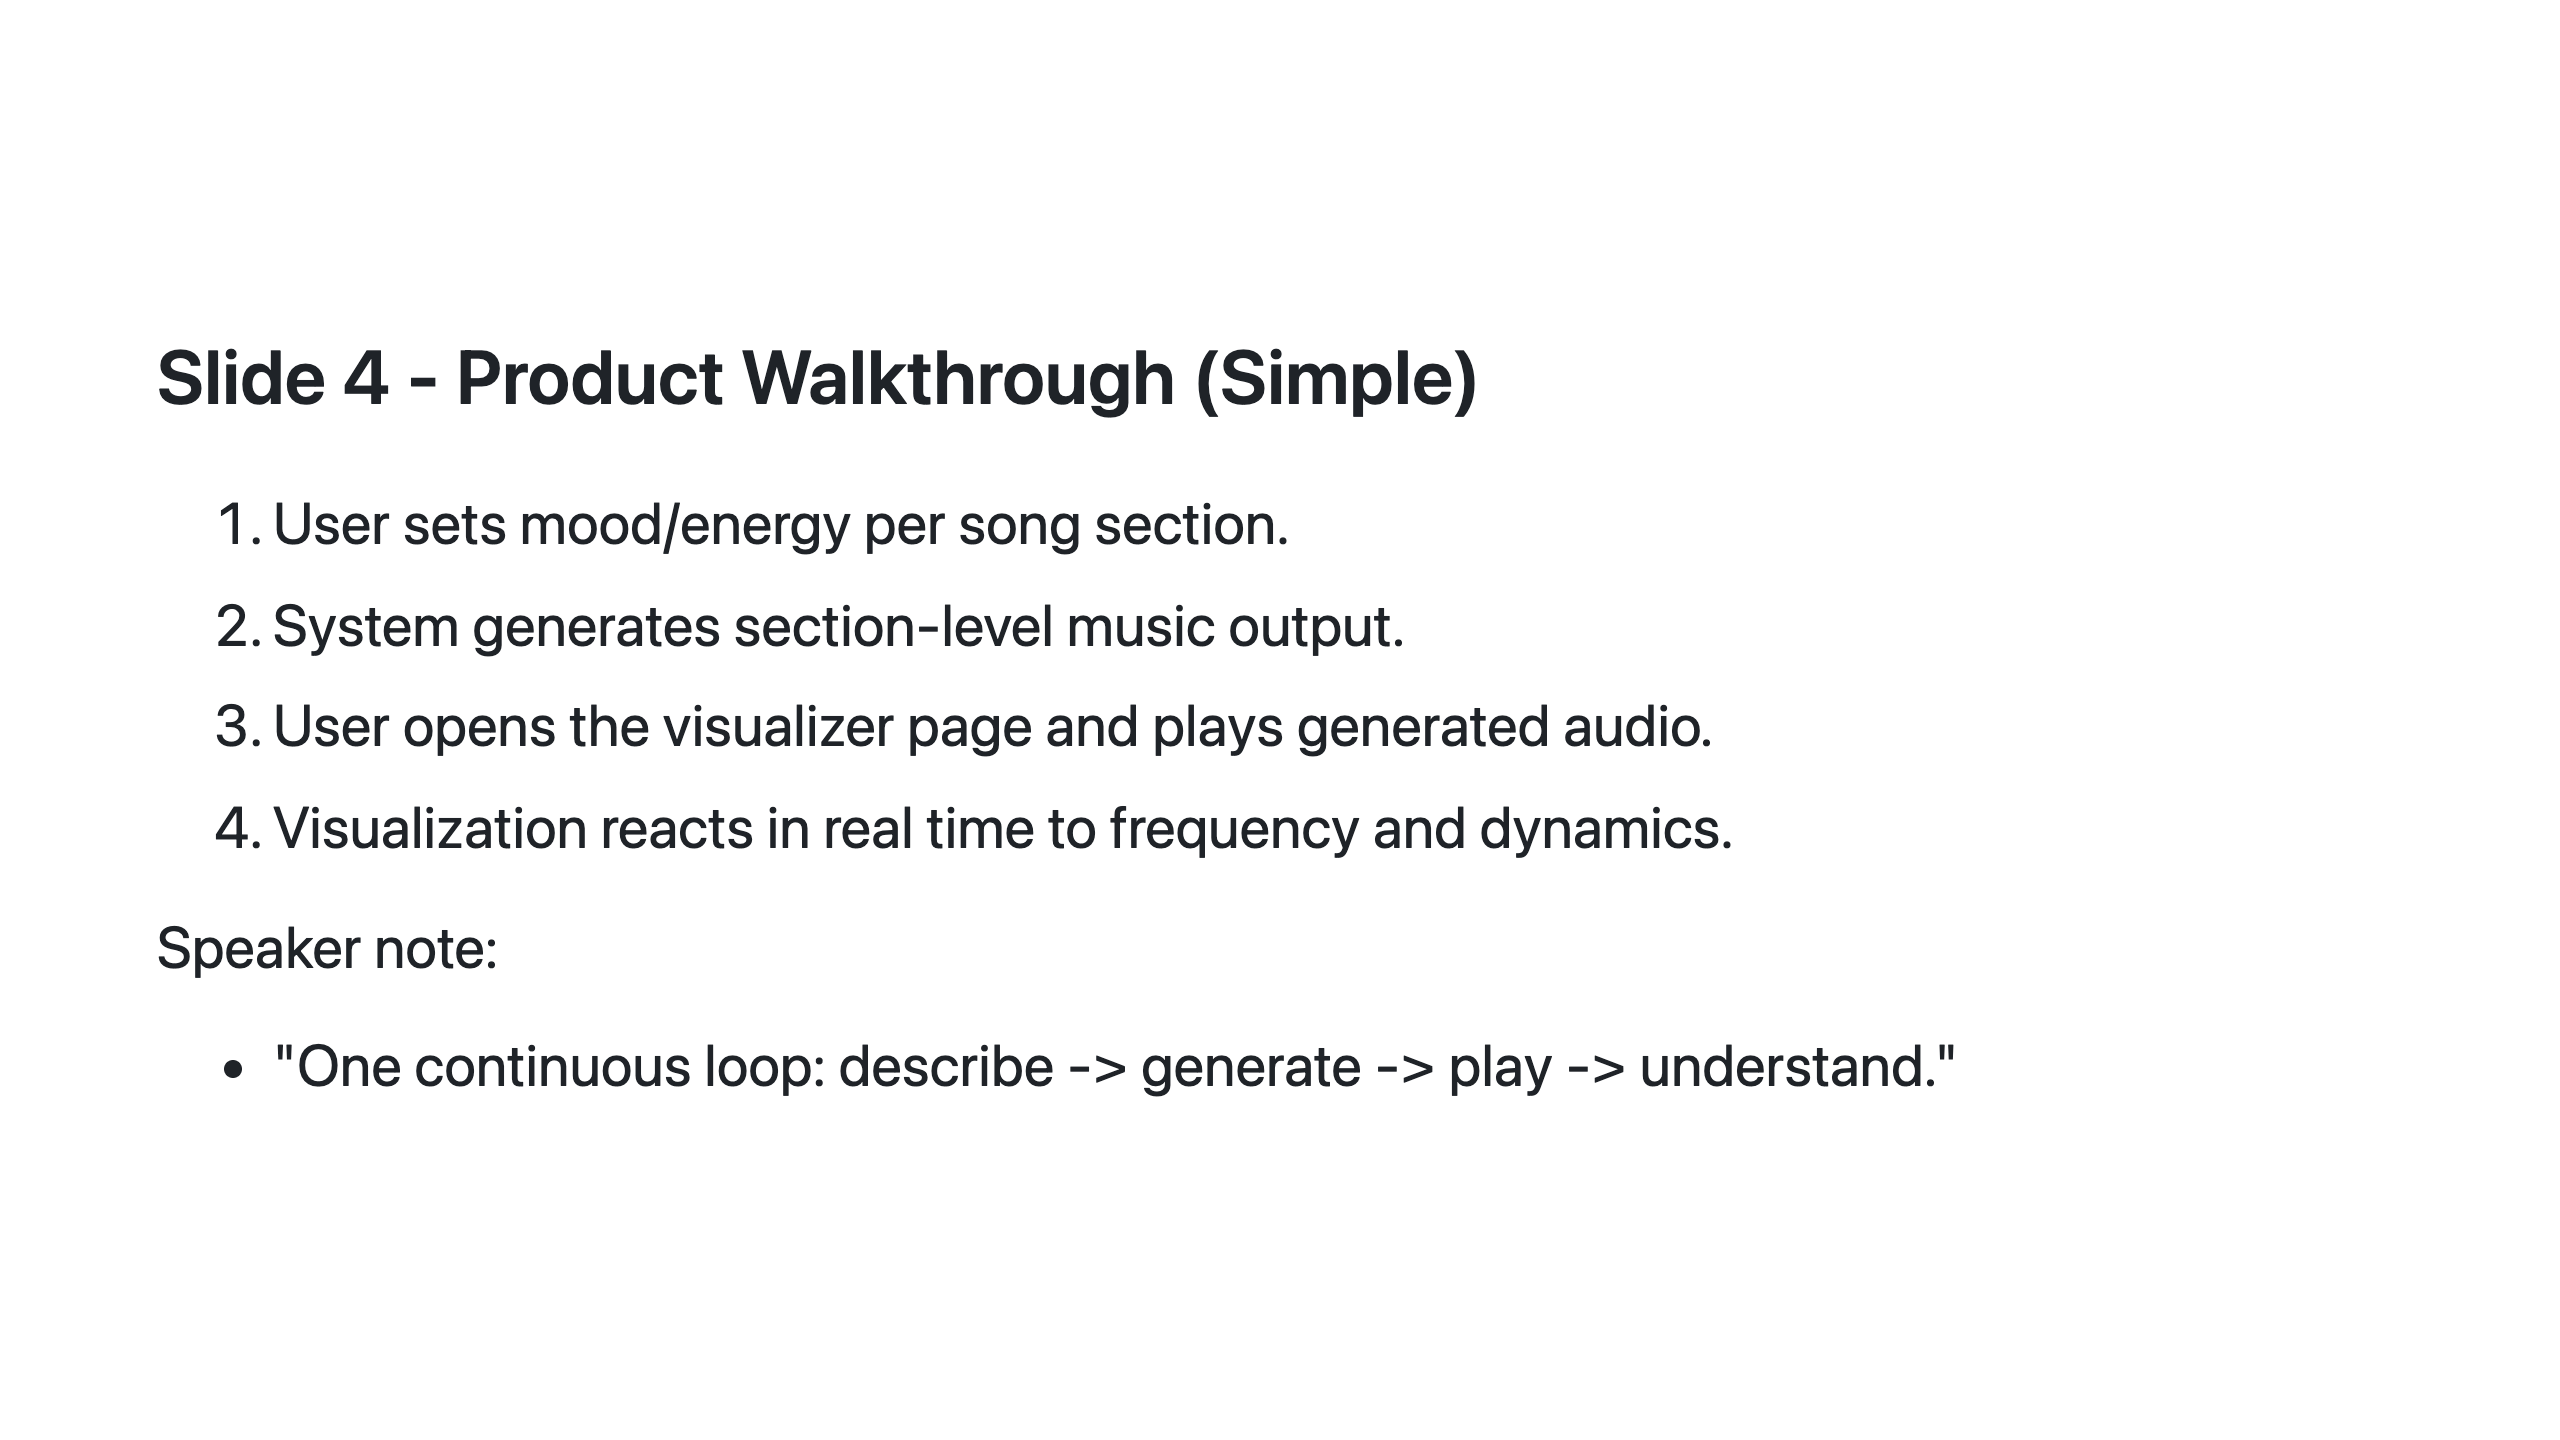 Slide 4 - Product Walkthrough (Simple)
1. User sets mood/energy per song section.
2. System generates section-level music output.
3. User opens the visualizer page and plays generated audio.
4. Visualization reacts in real time to frequency and dynamics.
Speaker note:
• "One continuous loop: describe -> generate -> play -> understand."